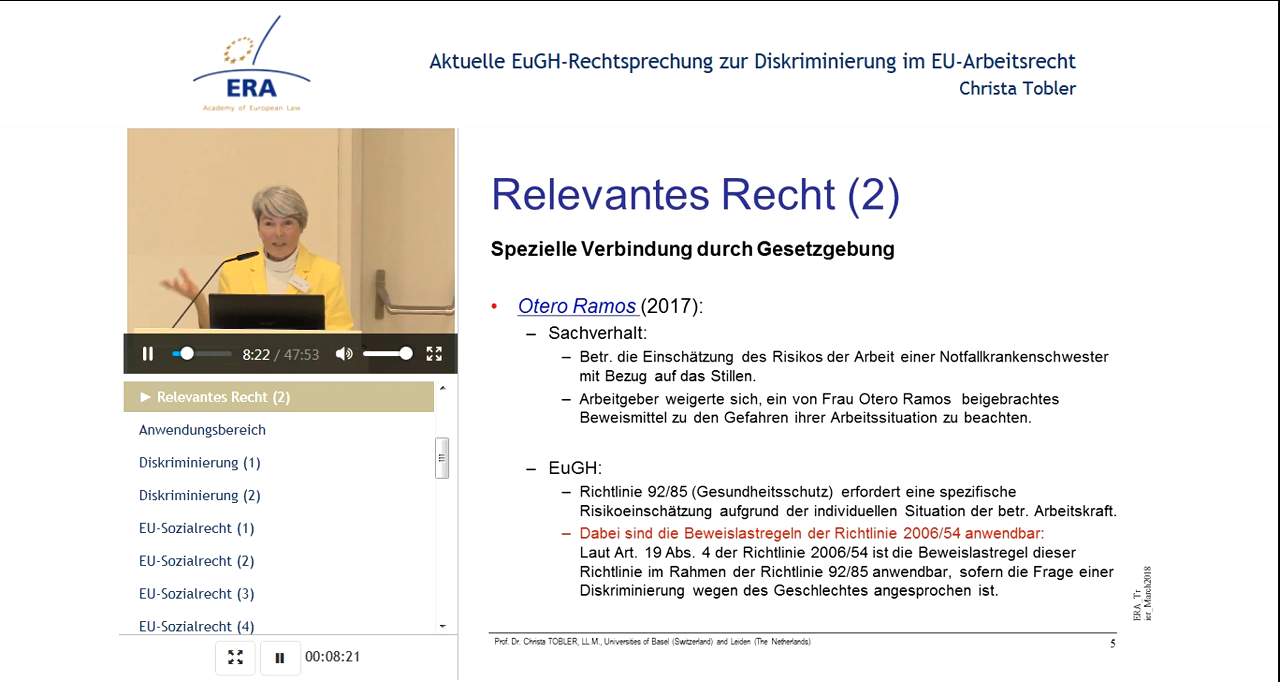 ERA
Academy of European Law
Aktuelle EuGH-Rechtsprechung zur Diskriminierung im EU-Arbeitsrecht
Christa Tobler
8:22 / 47:53
► Relevantes Recht (2)
Anwendungsbereich
Diskriminierung (1)
Diskriminierung (2)
EU-Sozialrecht (1)
EU-Sozialrecht (2)
EU-Sozialrecht (3)
EU-Sozialrecht (4)
00:08:21
Relevantes Recht (2)
Spezielle Verbindung durch Gesetzgebung
• Otero Ramos (2017):
– Sachverhalt:
– Betr. die Einschätzung des Risikos der Arbeit einer Notfallkrankenschwester
mit Bezug auf das Stillen.
– Arbeitgeber weigerte sich, ein von Frau Otero Ramos beigebrachtes
Beweismittel zu den Gefahren ihrer Arbeitssituation zu beachten.
– EuGH:
– Richtlinie 92/85 (Gesundheitsschutz) erfordert eine spezifische
Risikoeinschätzung aufgrund der individuellen Situation der betr. Arbeitskraft.
– Dabei sind die Beweislastregeln der Richtlinie 2006/54 anwendbar:
Laut Art. 19 Abs. 4 der Richtlinie 2006/54 ist die Beweislastregel dieser
Richtlinie im Rahmen der Richtlinie 92/85 anwendbar, sofern die Frage einer
Diskriminierung wegen des Geschlechtes angesprochen ist.
ERA_Tr
ier_March2018
Prof. Dr. Christa TOBLER, LL.M., Universities of Basel (Switzerland) and Leiden (The Netherlands)
5